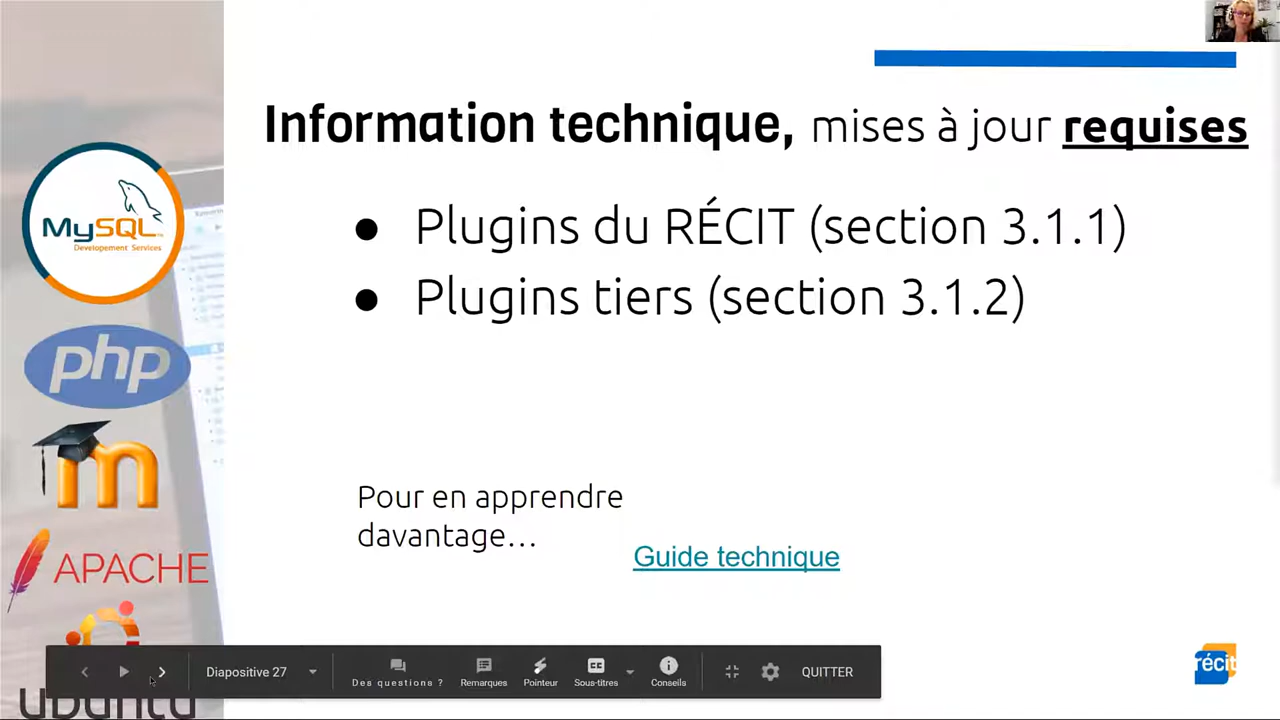 Information technique, mises à jour requises
● Plugins du RÉCIT (section 3.1.1)
● Plugins tiers (section 3.1.2)
Pour en apprendre
davantage…
Guide technique
MySQL
Developement Services
php
m
APACHE
ubuntu
Diapositive 27
Des questions ?
Remarques
Pointeur
Sous-titres
Conseils
QUITTER
récit